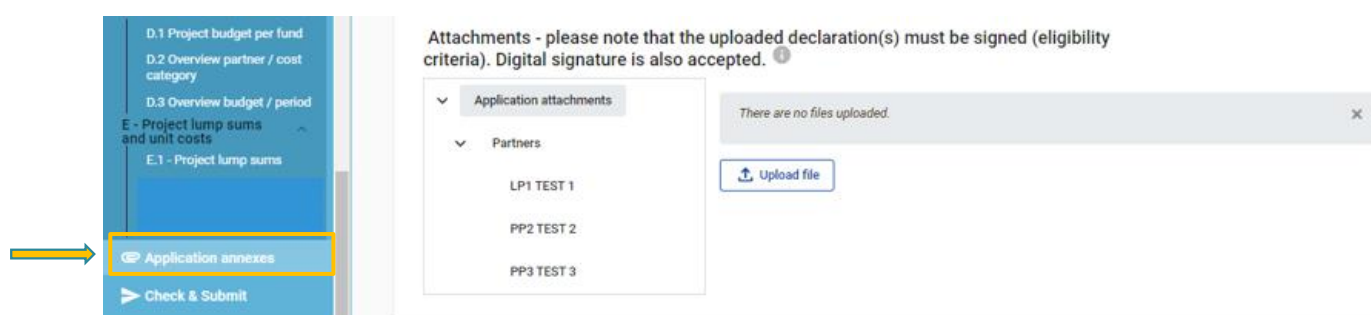 D.1 Project budget per fund
D.2 Overview partner / cost
category
D.3 Overview budget / period
E - Project lump sums
and unit costs
E.1 - Project lump sums
Application annexes
Check & Submit
Attachments - please note that the uploaded declaration(s) must be signed (eligibility
criteria). Digital signature is also accepted.
Application attachments
Partners
LP1 TEST 1
PP2 TEST 2
PP3 TEST 3
There are no files uploaded.
Upload file